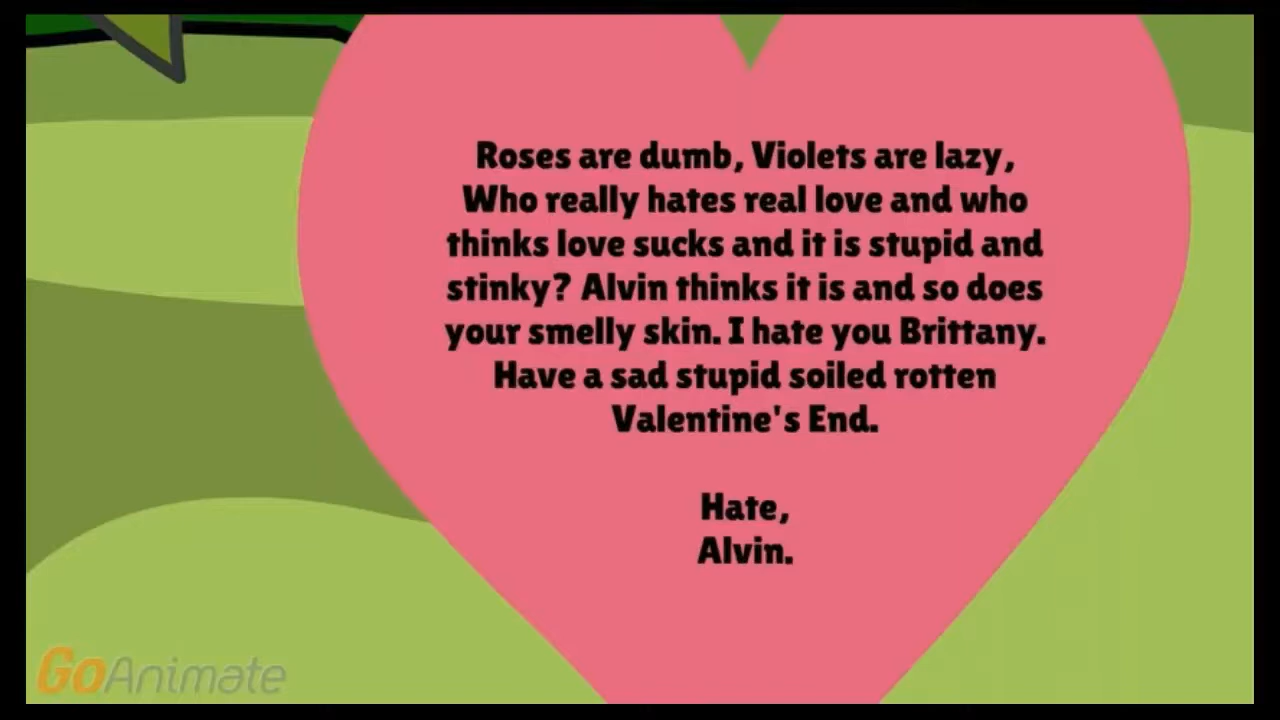 Roses are dumb, Violets are lazy,
Who really hates real love and who
thinks love sucks and it is stupid and
stinky? Alvin thinks it is and so does
your smelly skin. I hate you Brittany.
Have a sad stupid soiled rotten
Valentine's End.
Hate,
Alvin.
GoAnimate